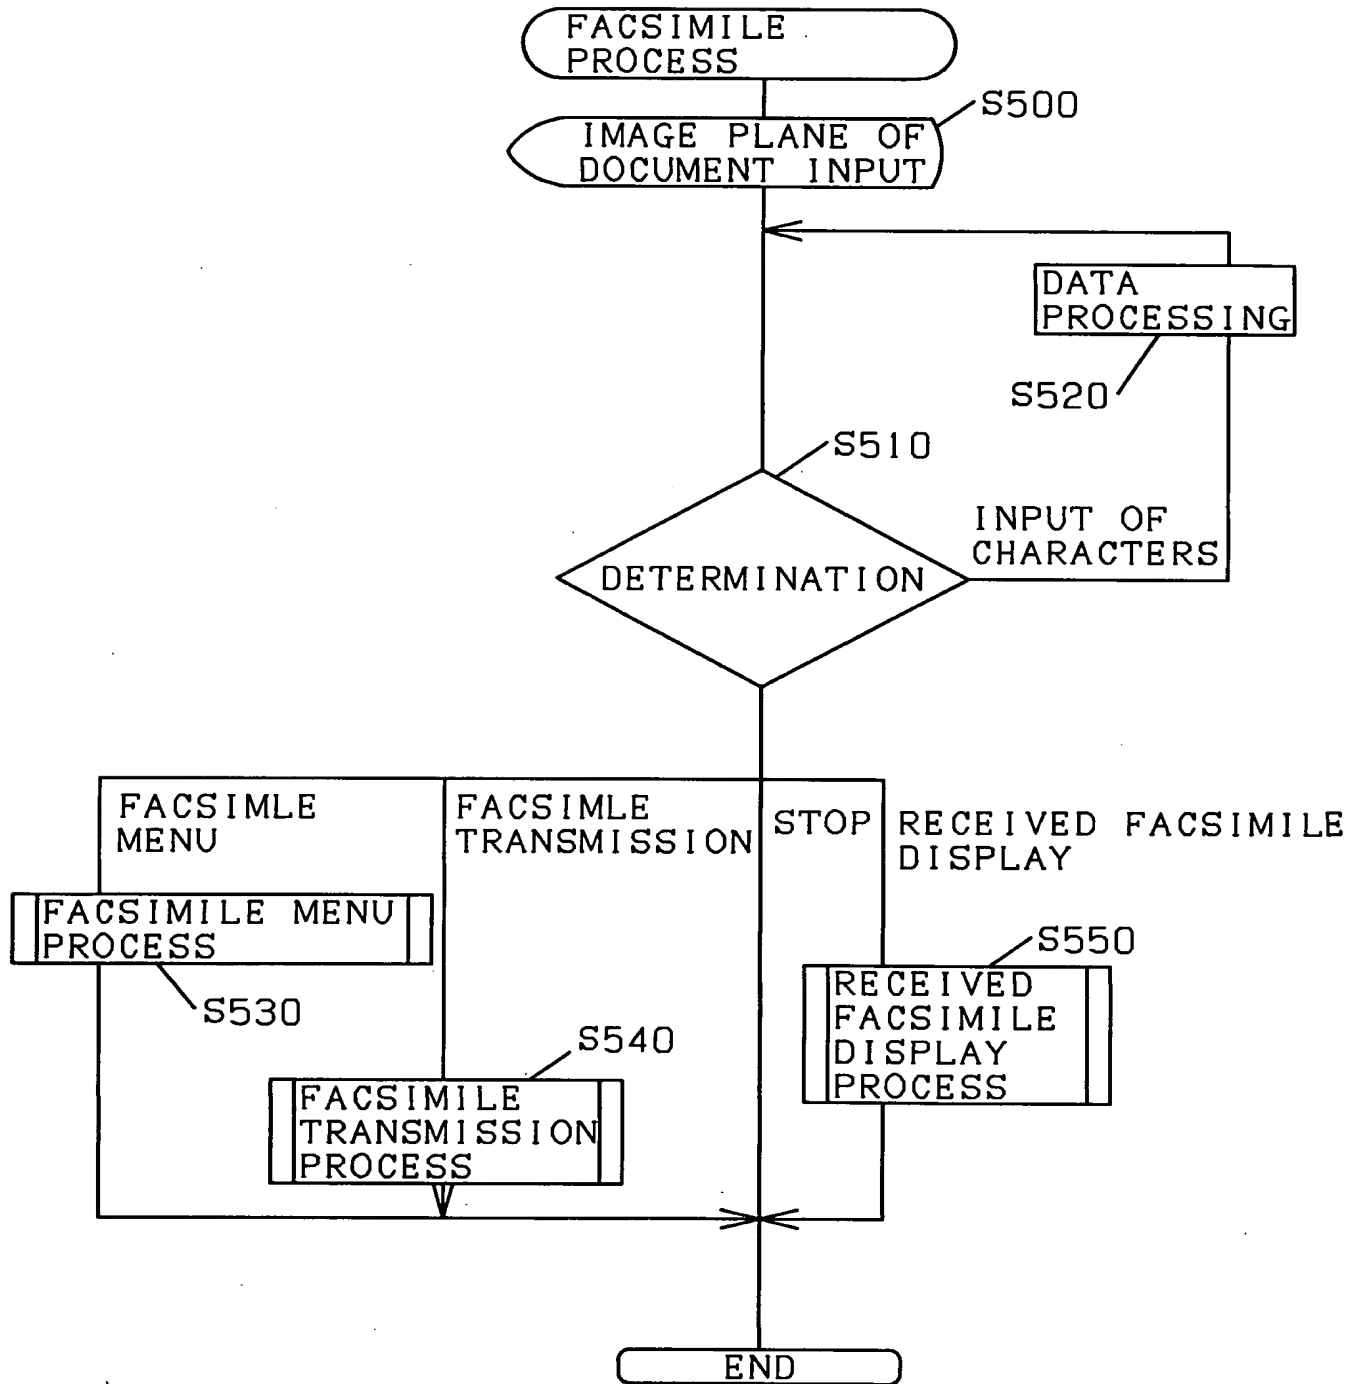 FACSIMILE
PROCESS
S500
IMAGE PLANE OF
DOCUMENT INPUT
DATA
PROCESSING
S520
S510
INPUT OF
CHARACTERS
DETERMINATION
FACSIMLE
MENU
FACSIMLE
TRANSMISSION
STOP
RECEIVED FACSIMILE
DISPLAY
FACSIMILE MENU
PROCESS
S530
S550
RECEIVED
FACSIMILE
DISPLAY
PROCESS
S540
FACSIMILE
TRANSMISSION
PROCESS
END